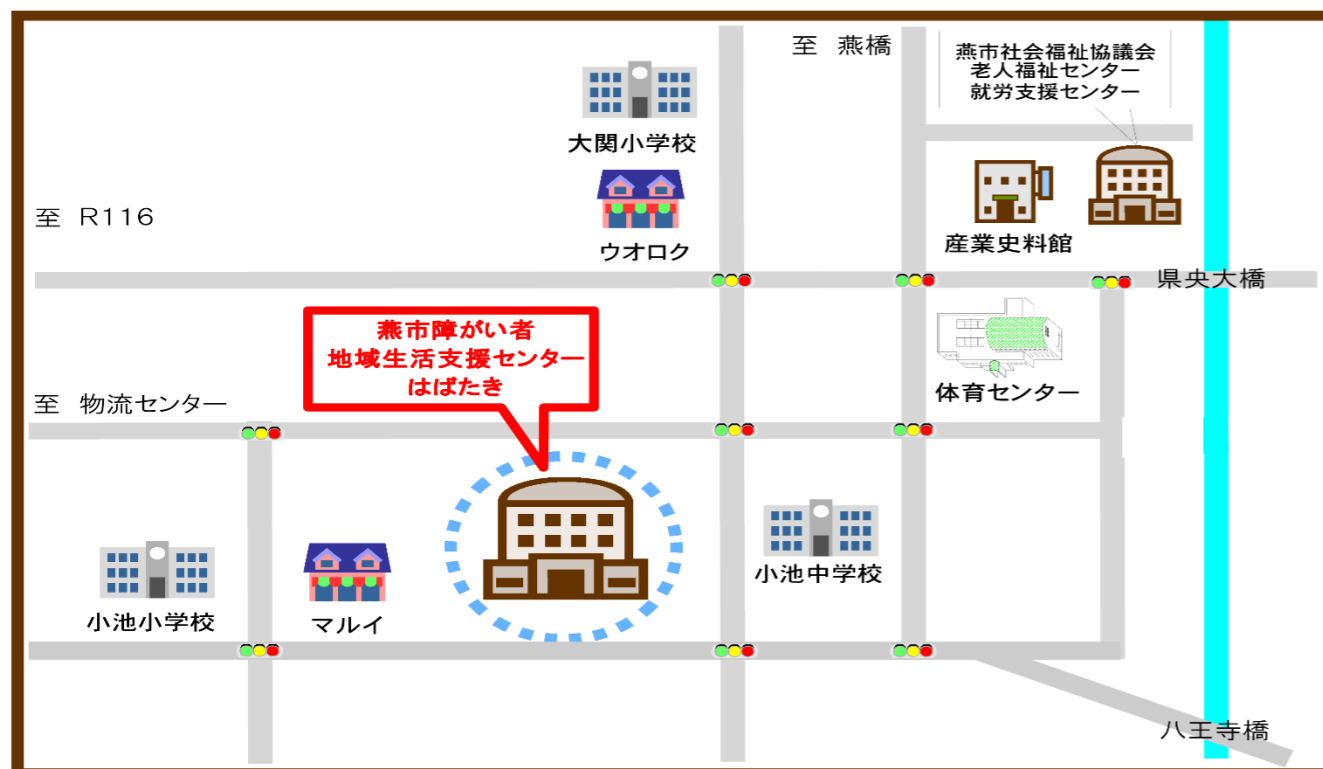 至 燕橋
燕市社会福祉協議会
老人福祉センター
就労支援センター
大関小学校
至 R116
ウオロク
産業史料館
県央大橋
燕市障がい者
地域生活支援センター
はばたき
体育センター
至 物流センター
小池中学校
小池小学校
マルイ
八王寺橋